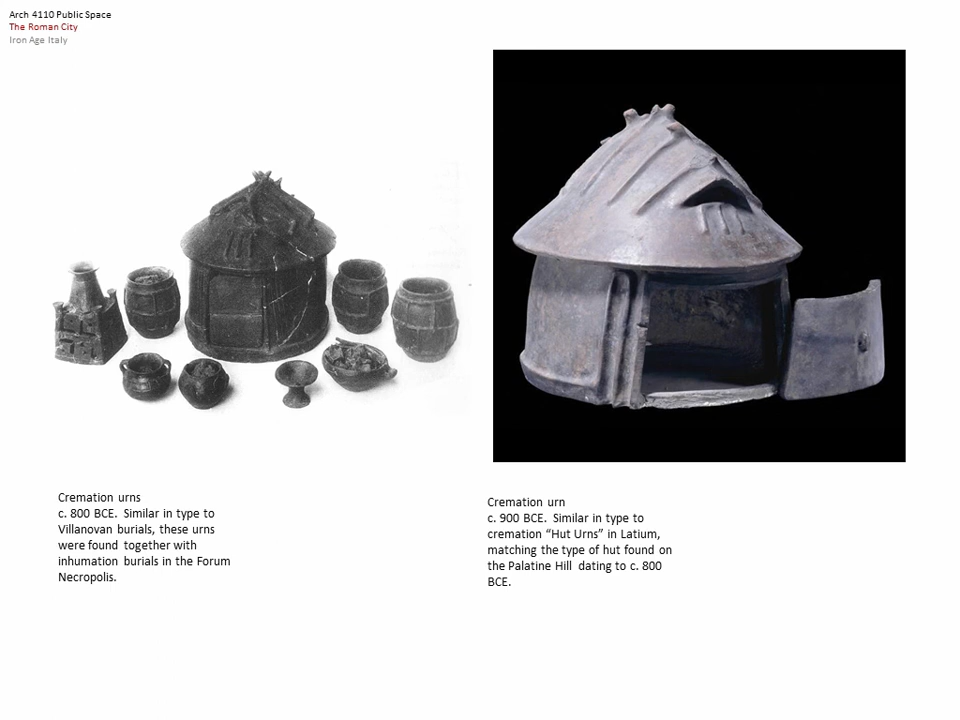 Arch 4110 Public Space
The Roman City
Iron Age Italy
Cremation urns
c. 800 BCE.  Similar in type to
Villanovan burials, these urns
were found together with
inhumation burials in the Forum
Necropolis.
Cremation urn
c. 900 BCE.  Similar in type to
cremation “Hut Urns” in Latium,
matching the type of hut found on
the Palatine Hill  dating to c. 800
BCE.